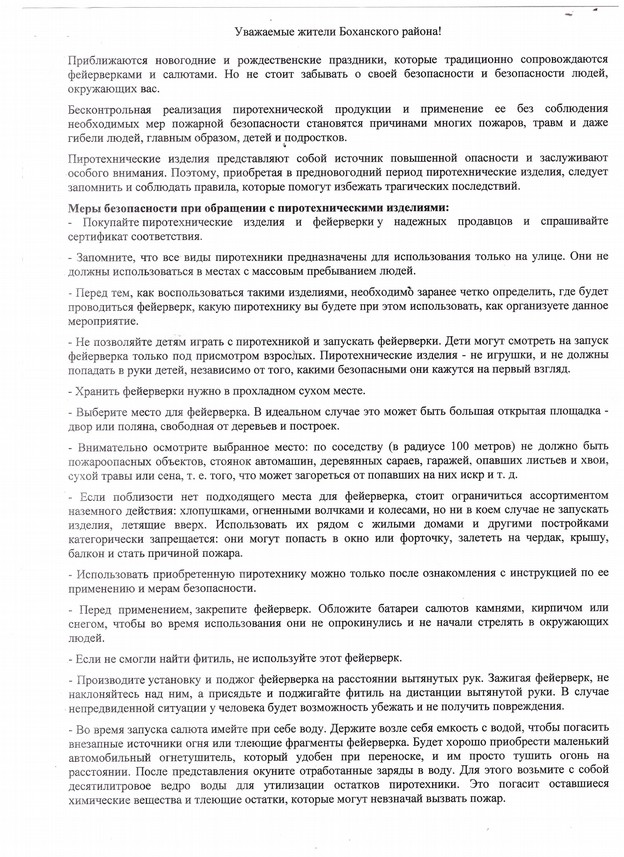 Уважаемые жители Боханского района!
Приближаются новогодние и рождественские праздники, которые традиционно сопровождаются
фейерверками и салютами. Но не стоит забывать о своей безопасности и безопасности людей,
окружающих вас.
Бесконтрольная реализация пиротехнической продукции и применение ее без соблюдения
необходимых мер пожарной безопасности становятся причинами многих пожаров, травм и даже
гибели людей, главным образом, детей и подростков.
Пиротехнические изделия представляют собой источник повышенной опасности и заслуживают
особого внимания. Поэтому, приобретая в предновогодний период пиротехнические изделия, следует
запомнить и соблюдать правила, которые помогут избежать трагических последствий.
Меры безопасности при обращении с пиротехническими изделиями:
- Покупайте пиротехнические изделия и фейерверки у надежных продавцов и спрашивайте
сертификат соответствия.
- Запомните, что все виды пиротехники предназначены для использования только на улице. Они не
должны использоваться в местах с массовым пребыванием людей.
- Перед тем, как воспользоваться такими изделиями, необходимо заранее четко определить, где будет
проводиться фейерверк, какую пиротехнику вы будете при этом использовать, как организуете данное
мероприятие.
- Не позволяйте детям играть с пиротехникой и запускать фейерверки. Дети могут смотреть на запуск
фейерверка только под присмотром взрослых. Пиротехнические изделия - не игрушки, и не должны
попадать в руки детей, независимо от того, какими безопасными они кажутся на первый взгляд.
- Хранить фейерверки нужно в прохладном сухом месте.
- Выберите место для фейерверка. В идеальном случае это может быть большая открытая площадка -
двор или поляна, свободная от деревьев и построек.
- Внимательно осмотрите выбранное место: по соседству (в радиусе 100 метров) не должно быть
пожароопасных объектов, стоянок автомашин, деревянных сараев, гаражей, опавших листьев и хвои,
сухой травы или сена, т. е. того, что может загореться от попавших на них искр и т. д.
- Если поблизости нет подходящего места для фейерверка, стоит ограничиться ассортиментом
наземного действия: хлопушками, огненными волчками и колесами, но ни в коем случае не запускать
изделия, летящие вверх. Использовать их рядом с жилыми домами и другими постройками
категорически запрещается: они могут попасть в окно или форточку, залететь на чердак, крышу,
балкон и стать причиной пожара.
- Использовать приобретенную пиротехнику можно только после ознакомления с инструкцией по ее
применению и мерам безопасности.
- Перед применением, закрепите фейерверк. Обложите батареи салютов камнями, кирпичом или
снегом, чтобы во время использования они не опрокинулись и не начали стрелять в окружающих
людей.
- Если не смогли найти фитиль, не используйте этот фейерверк.
- Производите установку и поджог фейерверка на расстоянии вытянутых рук. Зажигая фейерверк, не
наклоняйтесь над ним, а присядьте и поджигайте фитиль на дистанции вытянутой руки. В случае
непредвиденной ситуации у человека будет возможность убежать и не получить повреждения.
- Во время запуска салюта имейте при себе воду. Держите возле себя емкость с водой, чтобы погасить
внезапные источники огня или тлеющие фрагменты фейерверка. Будет хорошо приобрести маленький
автомобильный огнетушитель, который удобен при переноске, и им просто тушить огонь на
расстоянии. После представления окуните отработанные заряды в воду. Для этого возьмите с собой
десятилитровое ведро воды для утилизации остатков пиротехники. Это погасит оставшиеся
химические вещества и тлеющие остатки, которые могут невзначай вызвать пожар.